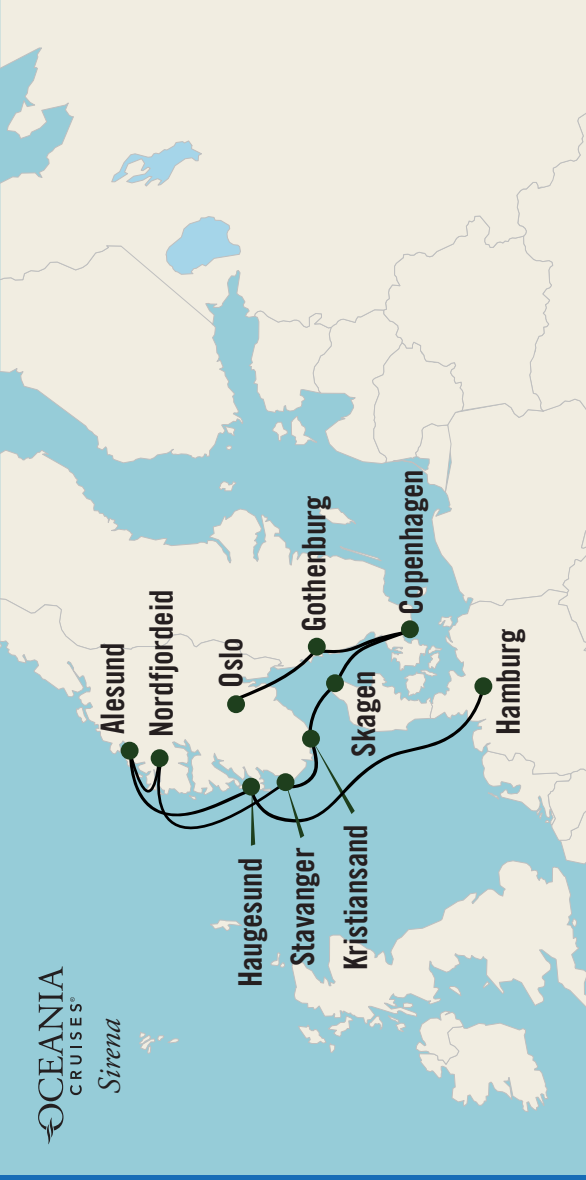 OCEANIA
CRUISES®
Sirena
Alesund
Nordfjordeid
Oslo
Haugesund
Gothenburg
Stavanger
Kristiansand
Skagen
Copenhagen
Hamburg